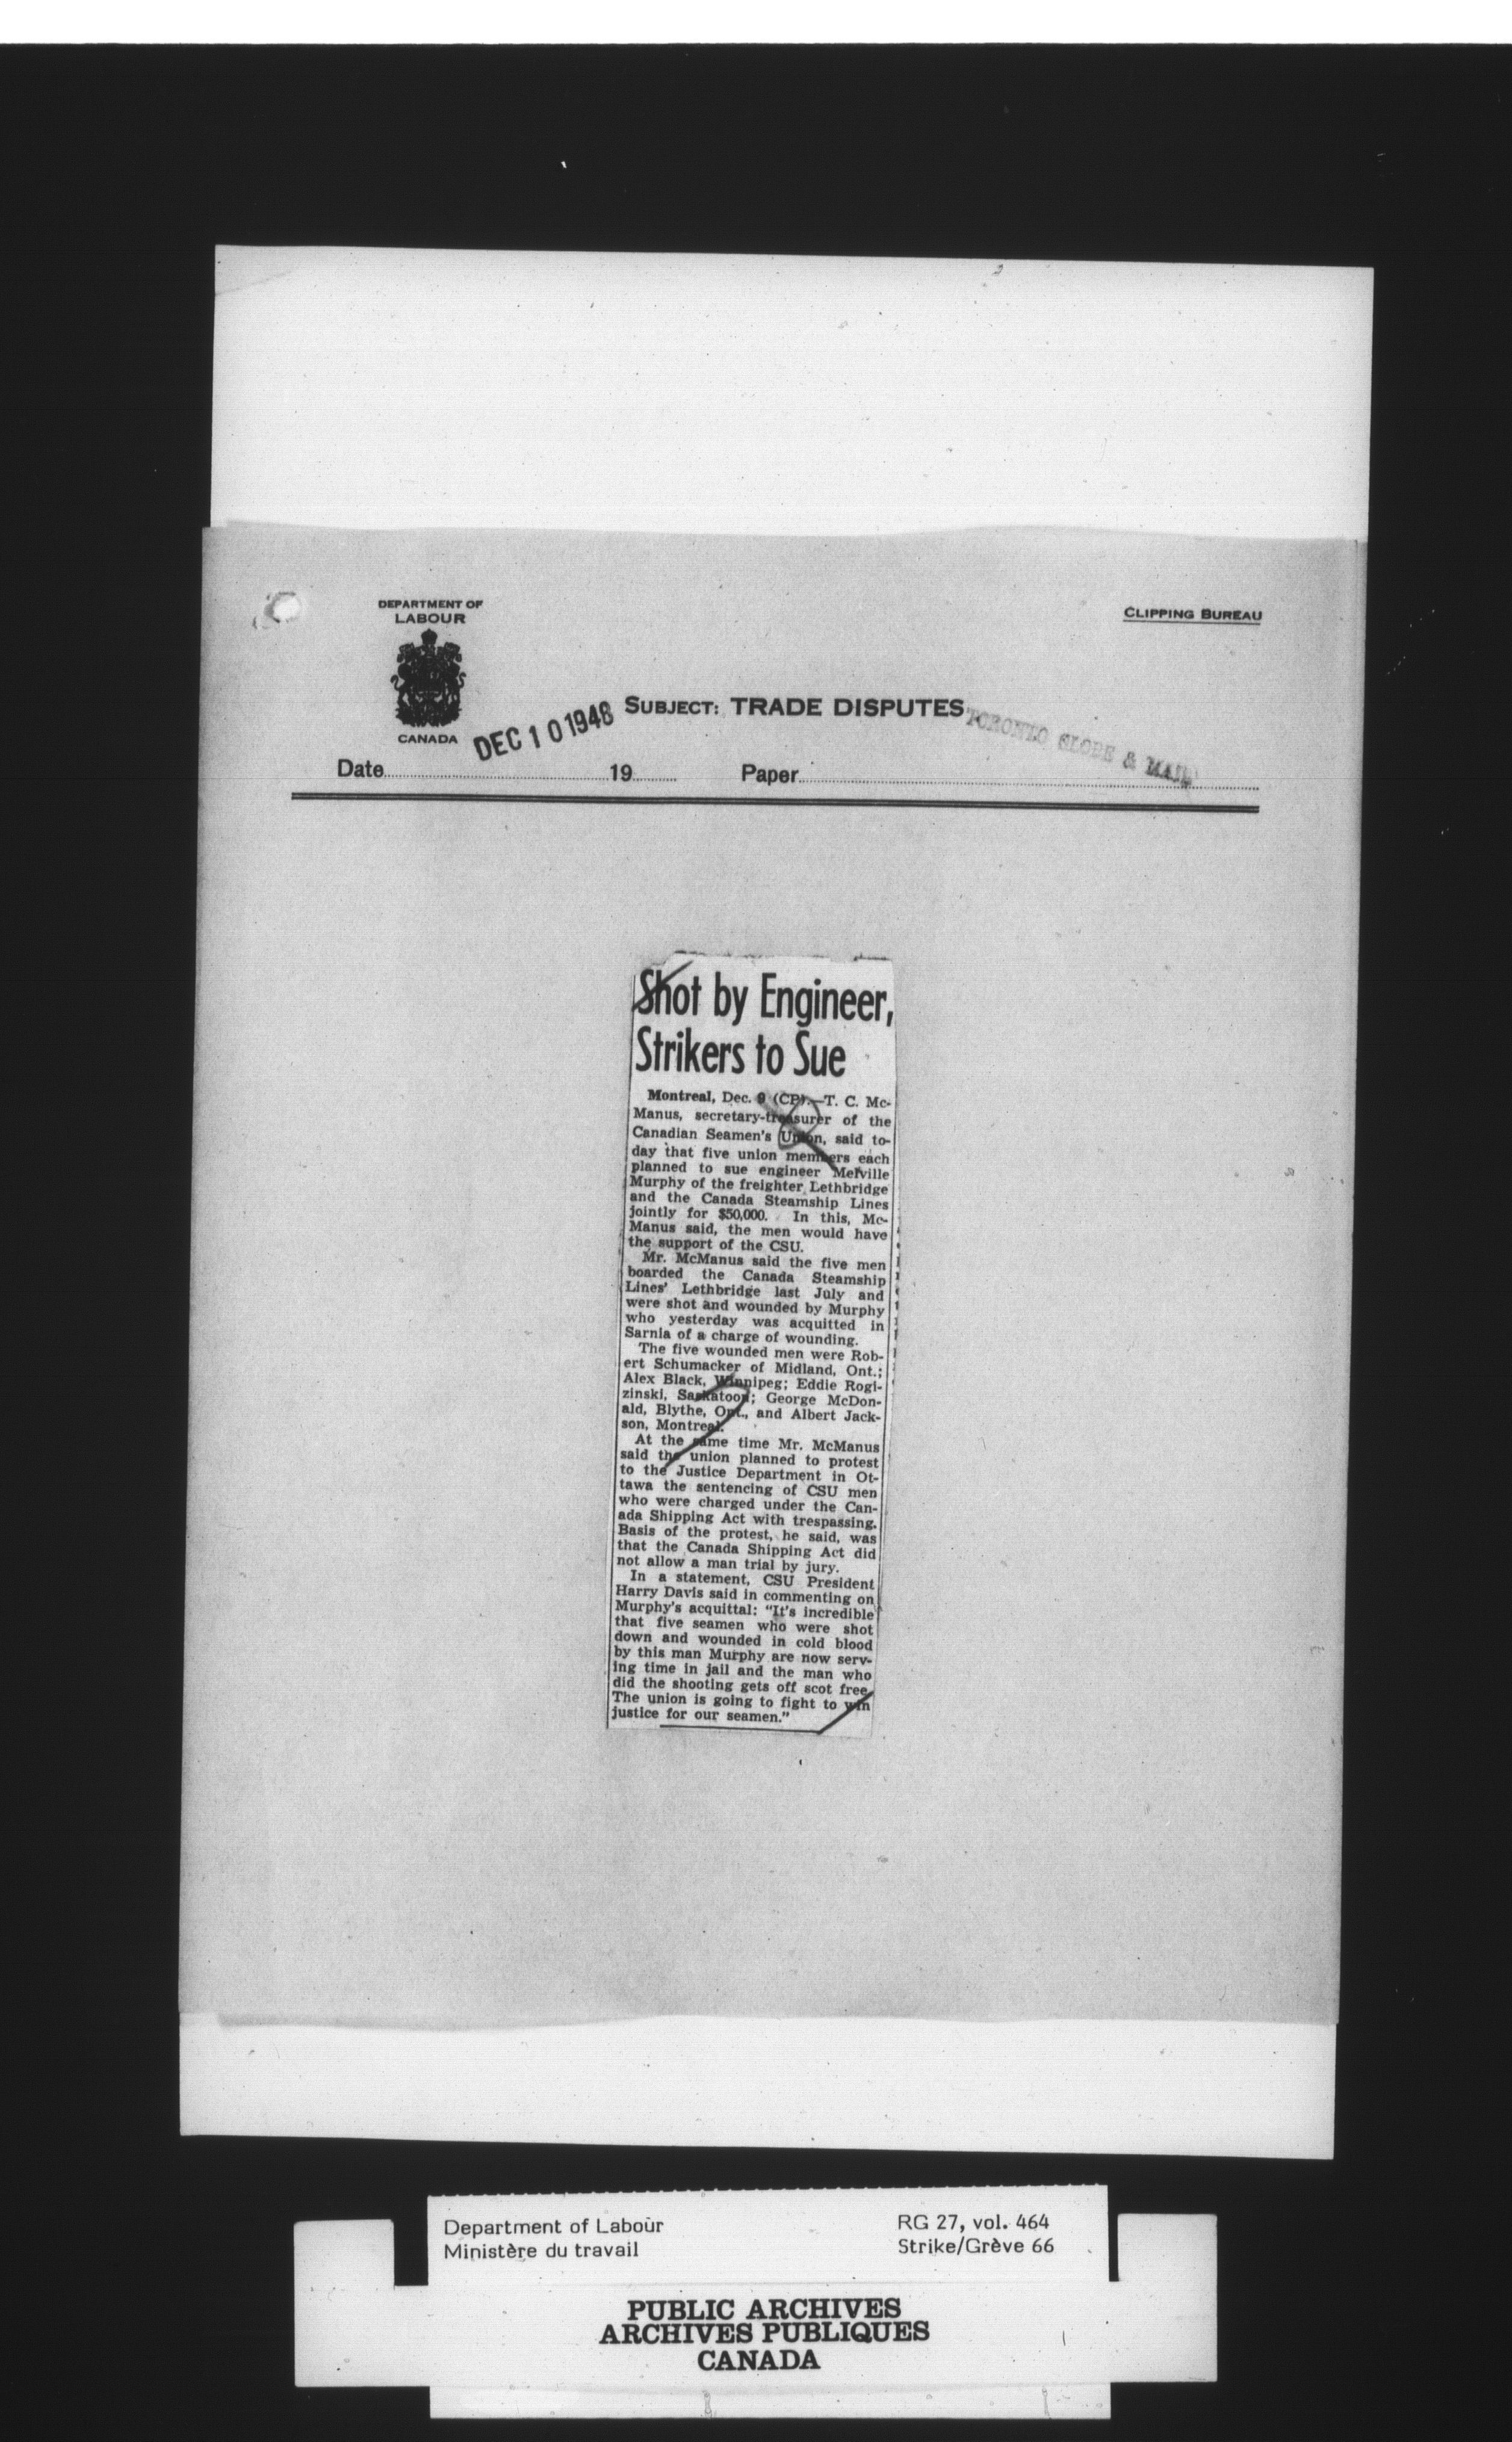 DEPARTMENT OF
LABOUR
CANADA
CLIPPING BUREAU
SUBJECT: TRADE DISPUTES
DEC 10 1948
TORONTO GLOBE & MAIL
Date 19 Paper
Shot by Engineer,
Strikers to Sue
Montreal, Dec. 9 (CP).—T. C. Mc-
Manus, secretary-treasurer of the
Canadian Seamen's Union, said to-
day that five union members each
planned to sue engineer Melville
Murphy of the freighter Lethbridge
and the Canada Steamship Lines
jointly for $50,000. In this, Mc-
Manus said, the men would have
the support of the CSU.
Mr. McManus said the five men
boarded the Canada Steamship
Lines' Lethbridge last July and
were shot and wounded by Murphy
who yesterday was acquitted in
Sarnia of a charge of wounding.
The five wounded men were Rob-
ert Schumacker of Midland, Ont.;
Alex Black, Winnipeg; Eddie Rogi-
zinski, Saskatoon; George McDon-
ald, Blythe, Ont., and Albert Jack-
son, Montreal.
At the same time Mr. McManus
said the union planned to protest
to the Justice Department in Ot-
tawa the sentencing of CSU men
who were charged under the Can-
ada Shipping Act with trespassing.
Basis of the protest, he said, was
that the Canada Shipping Act did
not allow a man trial by jury.
In a statement, CSU President
Harry Davis said in commenting on
Murphy's acquittal: "It's incredible
that five seamen who were shot
down and wounded in cold blood
by this man Murphy are now serv-
ing time in jail and the man who
did the shooting gets off scot free.
The union is going to fight to win
justice for our seamen."
Department of Labour
Ministère du travail
RG 27, vol. 464
Strike/Grève 66
PUBLIC ARCHIVES
ARCHIVES PUBLIQUES
CANADA